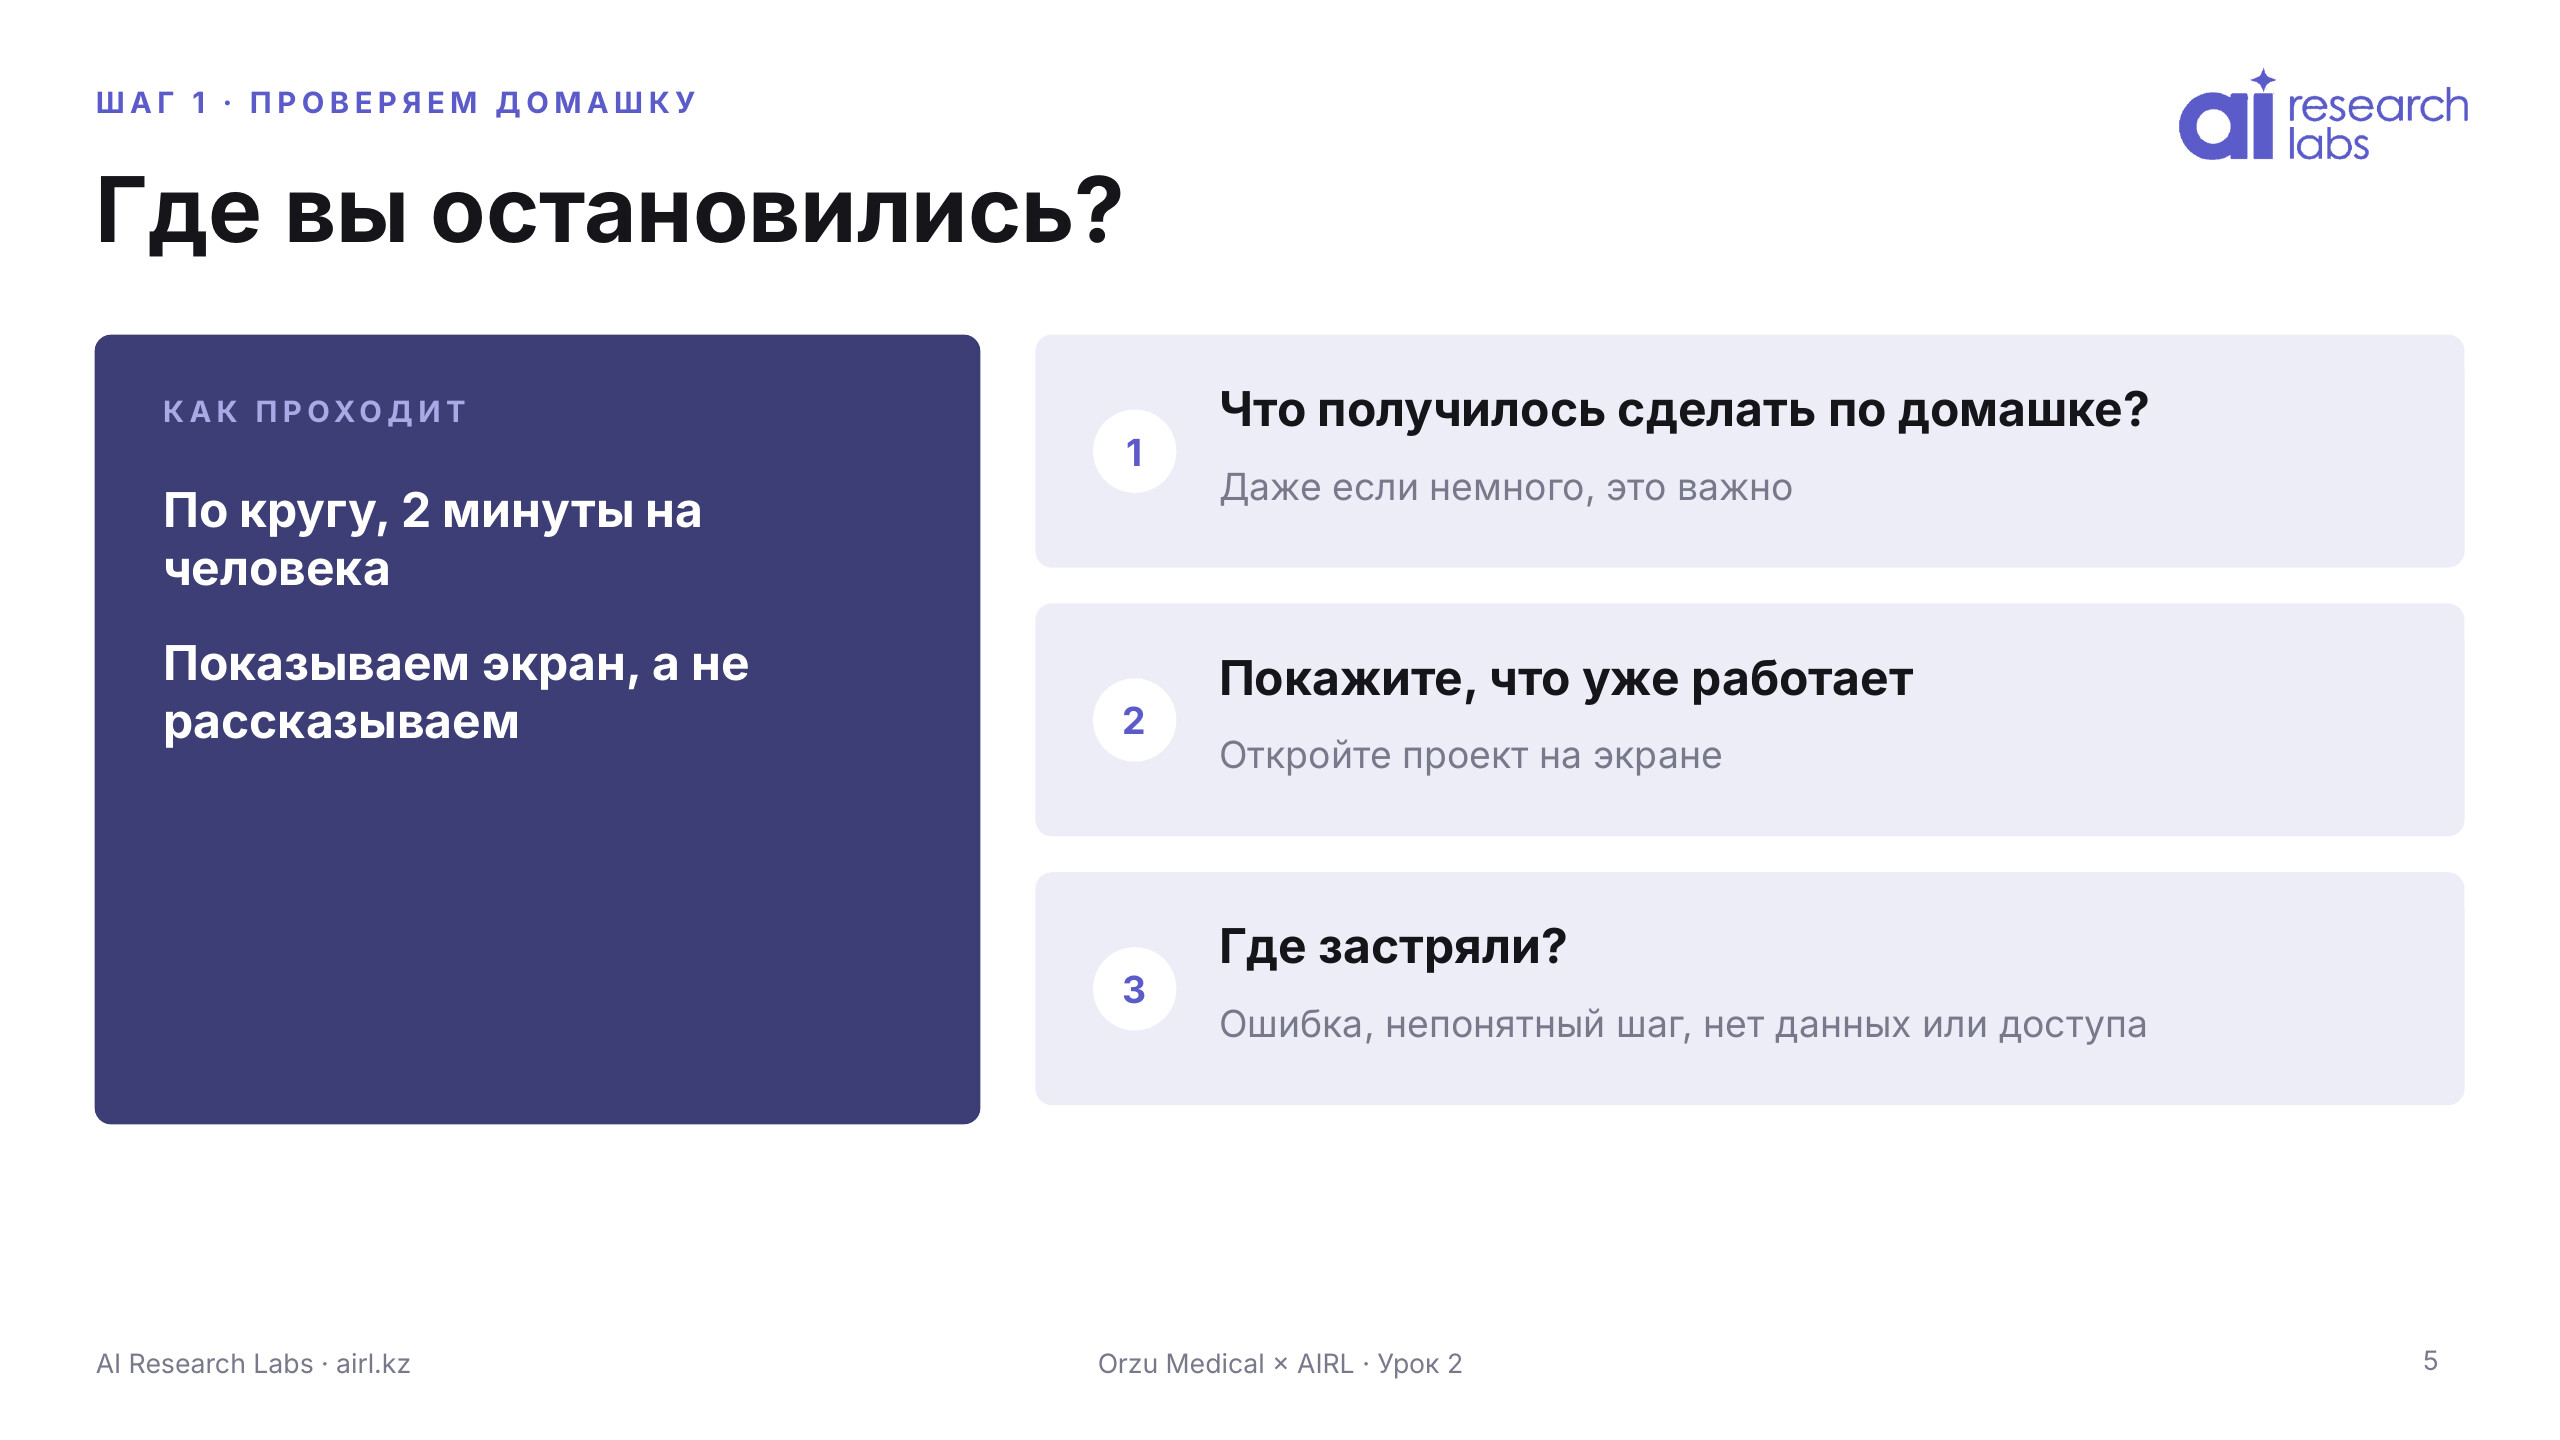 ШАГ 1 · ПРОВЕРЯЕМ ДОМАШКУ
ai research
labs
Где вы остановились?
КАК ПРОХОДИТ
По кругу, 2 минуты на
человека
Показываем экран, а не
рассказываем
1
Что получилось сделать по домашке?
Даже если немного, это важно
2
Покажите, что уже работает
Откройте проект на экране
3
Где застряли?
Ошибка, непонятный шаг, нет данных или доступа
AI Research Labs · airl.kz
Orzu Medical × AIRL · Урок 2
5